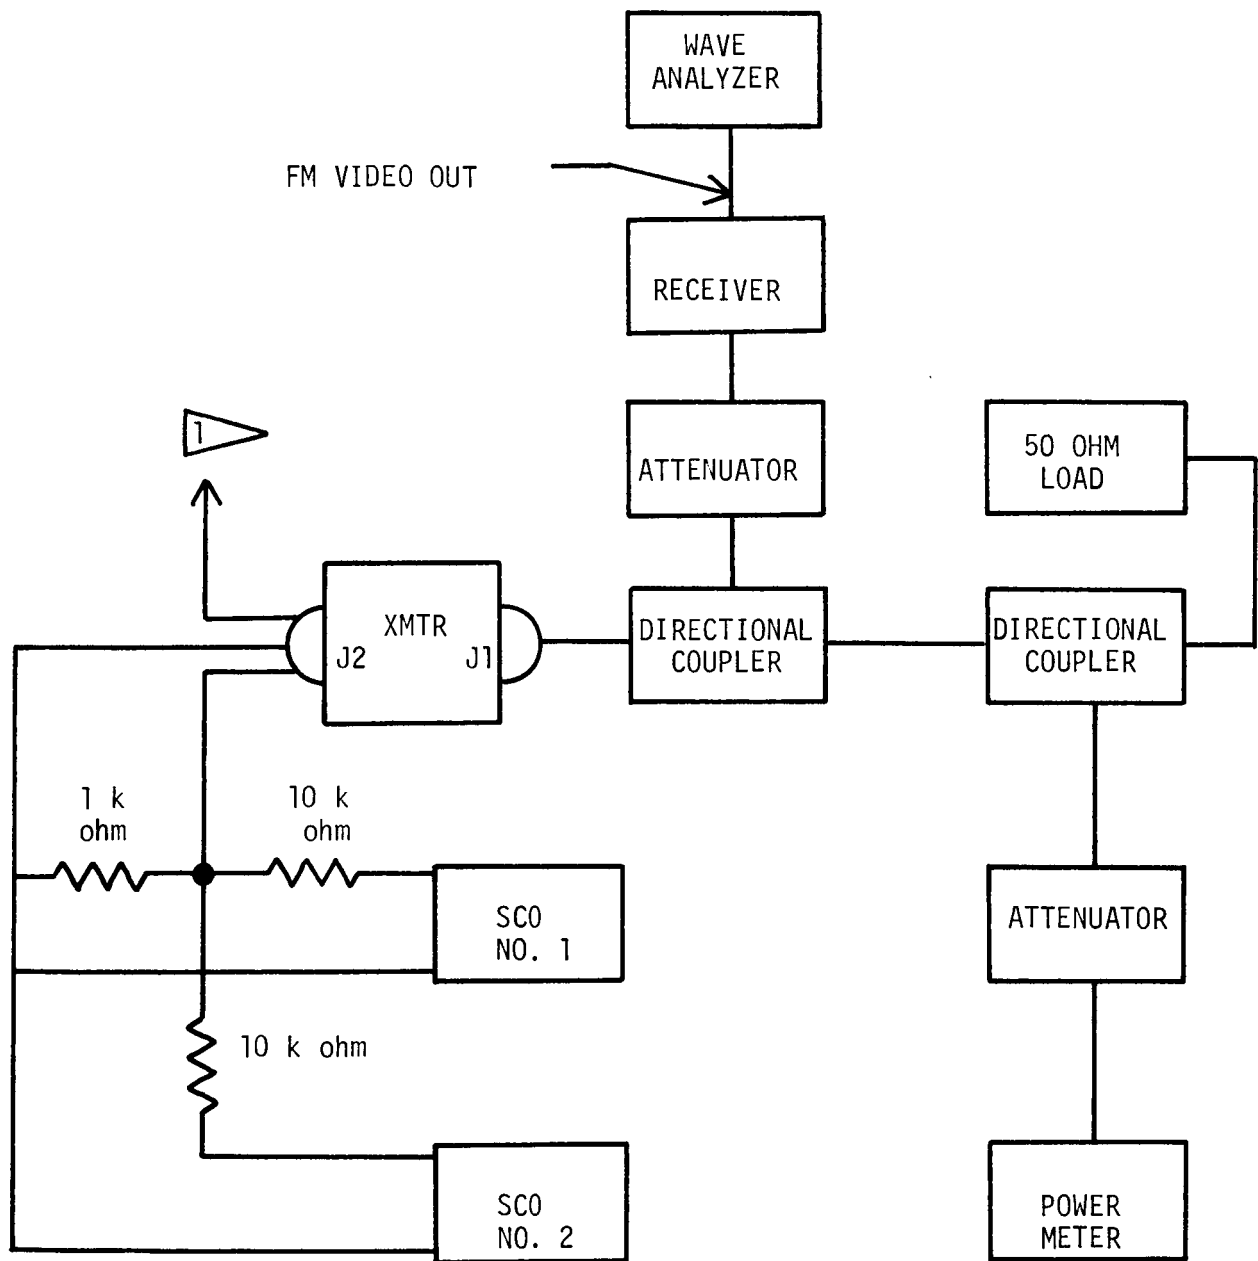 WAVE
ANALYZER
FM VIDEO OUT
RECEIVER
1
ATTENUATOR
50 OHM
LOAD
XMTR
J2
J1
DIRECTIONAL
COUPLER
DIRECTIONAL
COUPLER
1 k
ohm
10 k
ohm
SCO
NO. 1
ATTENUATOR
10 k ohm
SCO
NO. 2
POWER
METER